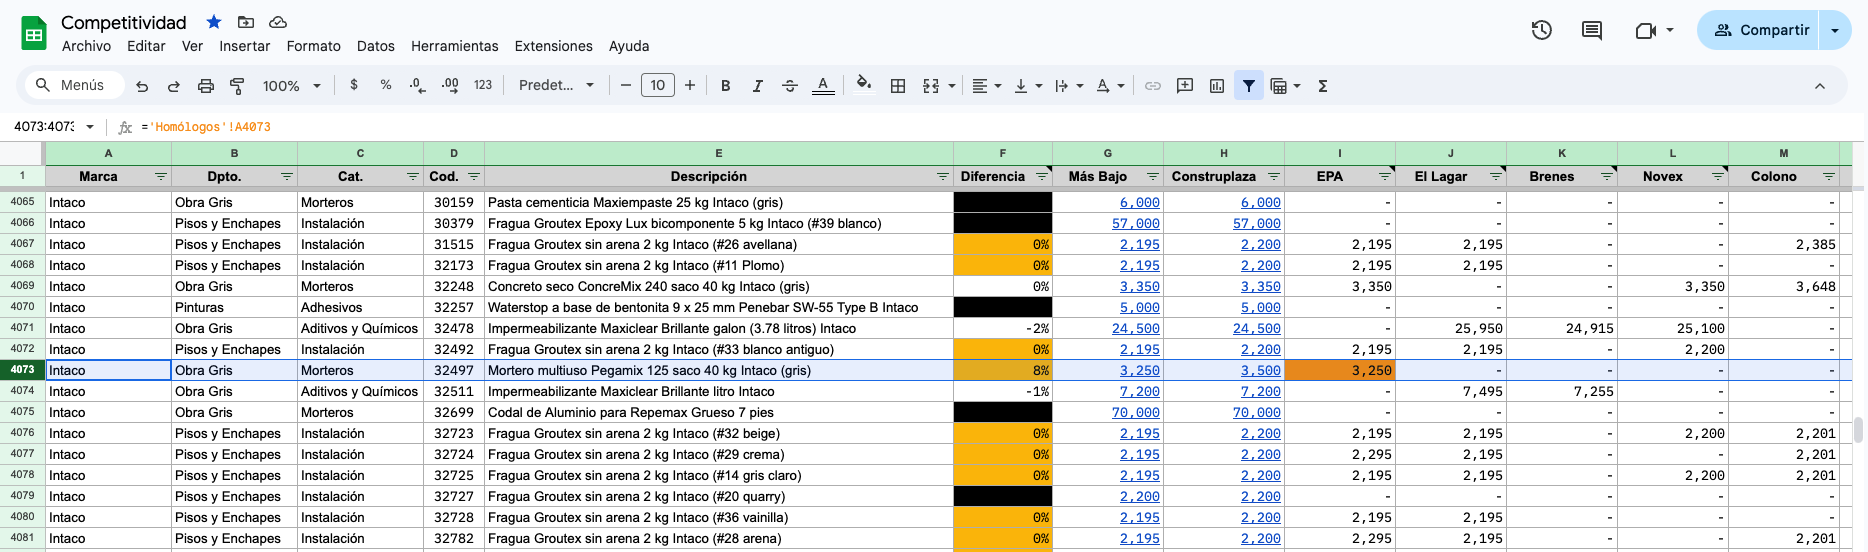 Competitividad
Archivo Editar Ver Insertar Formato Datos Herramientas Extensiones Ayuda
Compartir
Menús 100% $ % .0 .00 123 Predet... − 10 + B I A A Σ
4073:4073 fx ='Homólogos'!A4073
A B C D E F G H I J K L M
1 Marca Dpto. Cat. Cod. Descripción Diferencia Más Bajo Construplaza EPA El Lagar Brenes Novex Colono
4065 Intaco Obra Gris Morteros 30159 Pasta cementicia Maxiempaste 25 kg Intaco (gris) 6,000 6,000 - - - - -
4066 Intaco Pisos y Enchapes Instalación 30379 Fragua Groutex Epoxy Lux bicomponente 5 kg Intaco (#39 blanco) 57,000 57,000 - - - - -
4067 Intaco Pisos y Enchapes Instalación 31515 Fragua Groutex sin arena 2 kg Intaco (#26 avellana) 0% 2,195 2,200 2,195 2,195 - - 2,385
4068 Intaco Pisos y Enchapes Instalación 32173 Fragua Groutex sin arena 2 kg Intaco (#11 Plomo) 0% 2,195 2,200 2,195 2,195 - - -
4069 Intaco Obra Gris Morteros 32248 Concreto seco ConcreMix 240 saco 40 kg Intaco (gris) 0% 3,350 3,350 3,350 - - 3,350 3,648
4070 Intaco Pinturas Adhesivos 32257 Waterstop a base de bentonita 9 x 25 mm Penebar SW-55 Type B Intaco 5,000 5,000 - - - - -
4071 Intaco Obra Gris Aditivos y Químicos 32478 Impermeabilizante Maxiclear Brillante galon (3.78 litros) Intaco -2% 24,500 24,500 - 25,950 24,915 25,100 -
4072 Intaco Pisos y Enchapes Instalación 32492 Fragua Groutex sin arena 2 kg Intaco (#33 blanco antiguo) 0% 2,195 2,200 2,195 2,195 - 2,200 -
4073 Intaco Obra Gris Morteros 32497 Mortero multiuso Pegamix 125 saco 40 kg Intaco (gris) 8% 3,250 3,500 3,250 - - - -
4074 Intaco Obra Gris Aditivos y Químicos 32511 Impermeabilizante Maxiclear Brillante litro Intaco -1% 7,200 7,200 - 7,495 7,255 - -
4075 Intaco Obra Gris Morteros 32699 Codal de Aluminio para Repemax Grueso 7 pies 70,000 70,000 - - - - -
4076 Intaco Pisos y Enchapes Instalación 32723 Fragua Groutex sin arena 2 kg Intaco (#32 beige) 0% 2,195 2,200 2,195 2,195 - 2,200 2,201
4077 Intaco Pisos y Enchapes Instalación 32724 Fragua Groutex sin arena 2 kg Intaco (#29 crema) 0% 2,195 2,200 2,295 2,195 - - 2,201
4078 Intaco Pisos y Enchapes Instalación 32725 Fragua Groutex sin arena 2 kg Intaco (#14 gris claro) 0% 2,195 2,200 2,195 2,195 - 2,200 2,201
4079 Intaco Pisos y Enchapes Instalación 32727 Fragua Groutex sin arena 2 kg Intaco (#20 quarry) 2,200 2,200 - - - - -
4080 Intaco Pisos y Enchapes Instalación 32728 Fragua Groutex sin arena 2 kg Intaco (#36 vainilla) 0% 2,195 2,200 2,195 2,195 - - -
4081 Intaco Pisos y Enchapes Instalación 32782 Fragua Groutex sin arena 2 kg Intaco (#28 arena) 0% 2,195 2,200 2,295 2,195 - - 2,201